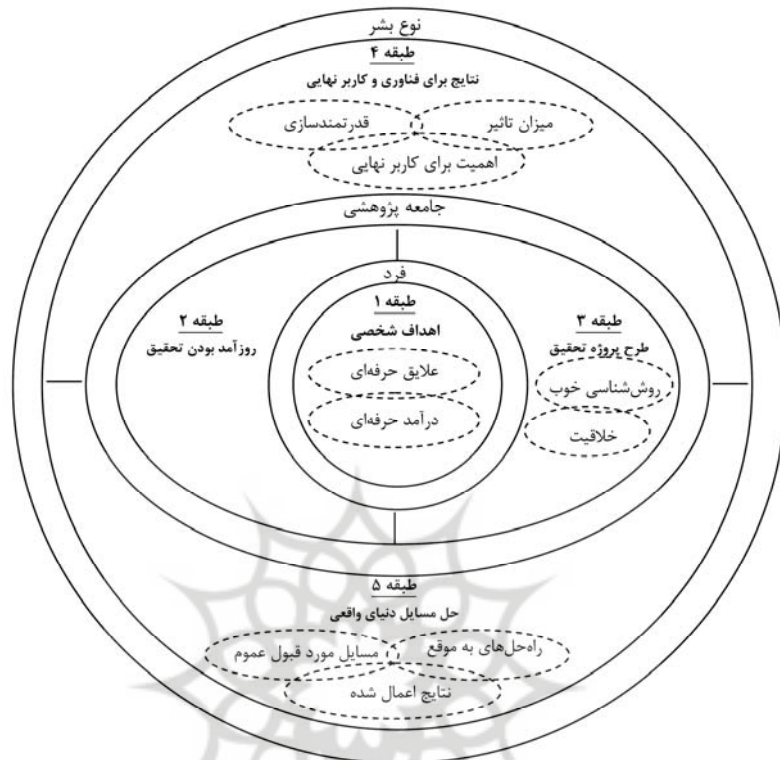 نوع بشر
طبقه ۴
نتایج برای فناوری و کاربر نهایی
میزان تاثیر
قدرتمندسازی
اهمیت برای کاربر نهایی
جامعه پژوهشی
فرد
طبقه ۱
اهداف شخصی
علایق حرفه‌ای
درآمد حرفه‌ای
طبقه ۳
طرح پروژه تحقیق
روش‌شناسی خوب
خلاقیت
طبقه ۲
روزآمد بودن تحقیق
طبقه ۵
حل مسایل دنیای واقعی
راه‌حل‌های به موقع
مسایل مورد قبول عموم
نتایج اعمال شده